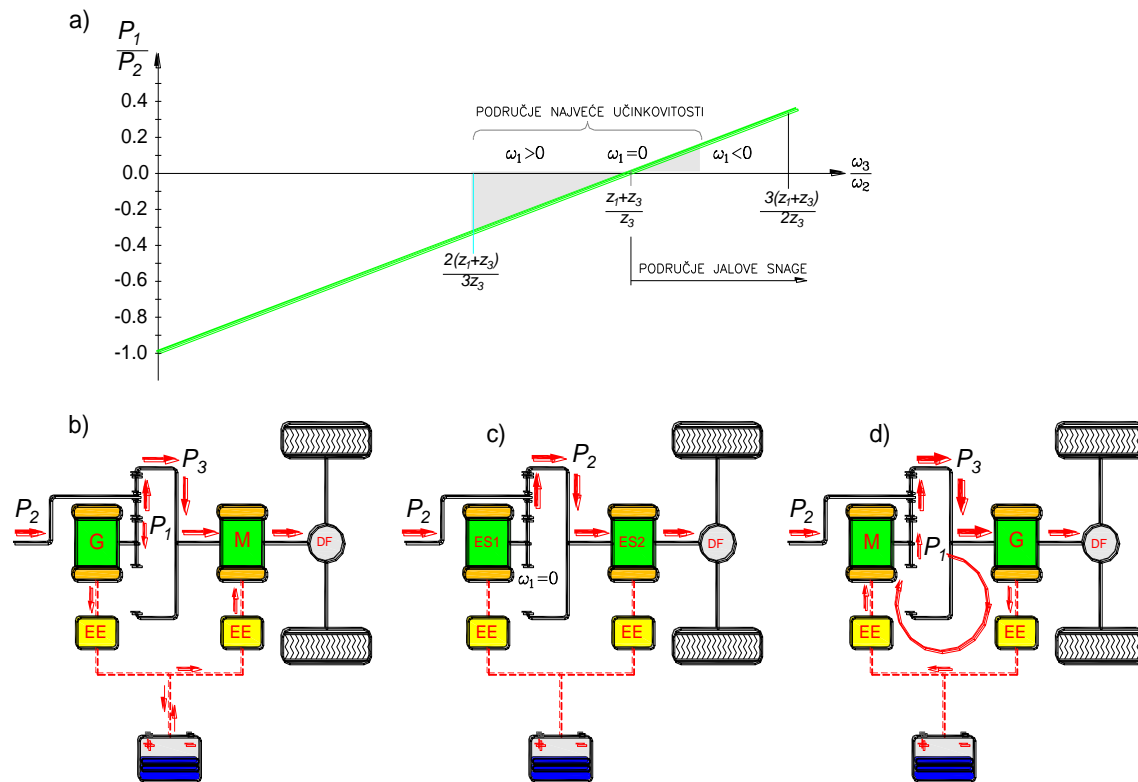 a)
P1
P2
0.4
0.2
0.0
-0.2
-0.4
-0.6
-0.8
-1.0
PODRUČJE NAJVEĆE UČINKOVITOSTI
ω1>0
ω1=0
ω1<0
ω3
ω2
z1+z3
z3
3(z1+z3)
2z3
2(z1+z3)
3z3
PODRUČJE JALOVE SNAGE
b)
P3
P2
P1
G
M
DF
EE
EE
+ −
c)
P2
P2
ES1
ES2
DF
ω1=0
EE
EE
+ −
d)
P3
P2
P1
M
G
DF
EE
EE
+ −